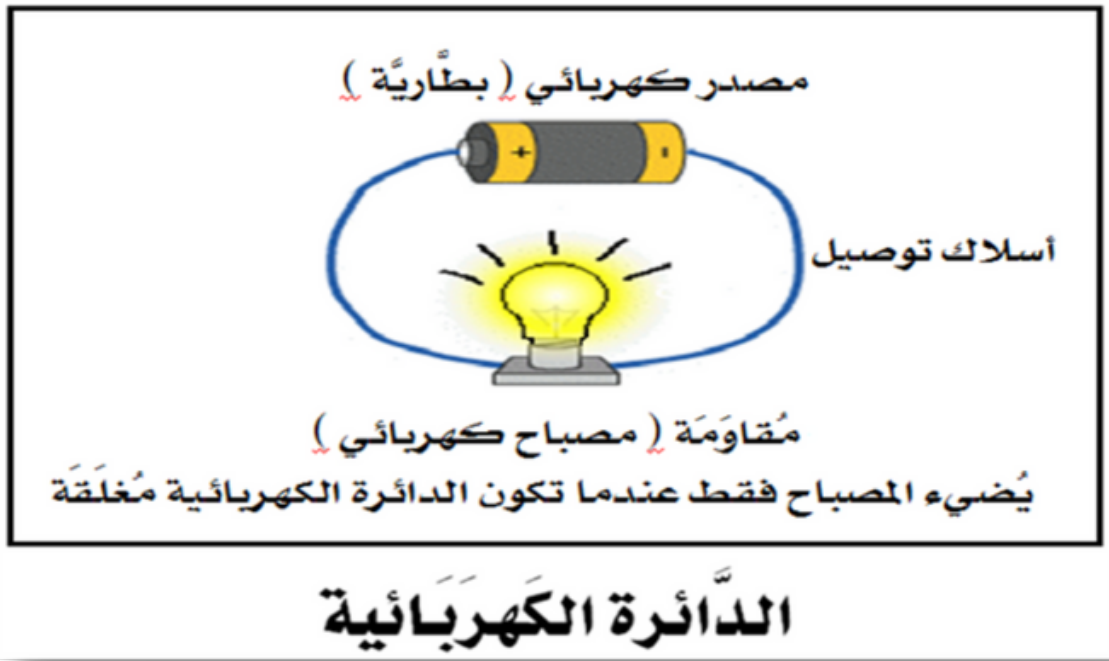 مصدر كهربائي ( بطَّاريَّة )
+ -
أسلاك توصيل
مُقاوَمَة ( مصباح كهربائي )
يُضيء المصباح فقط عندما تكون الدائرة الكهربائية مُغلَقَة
الدَّائرة الكَهرَبَائية